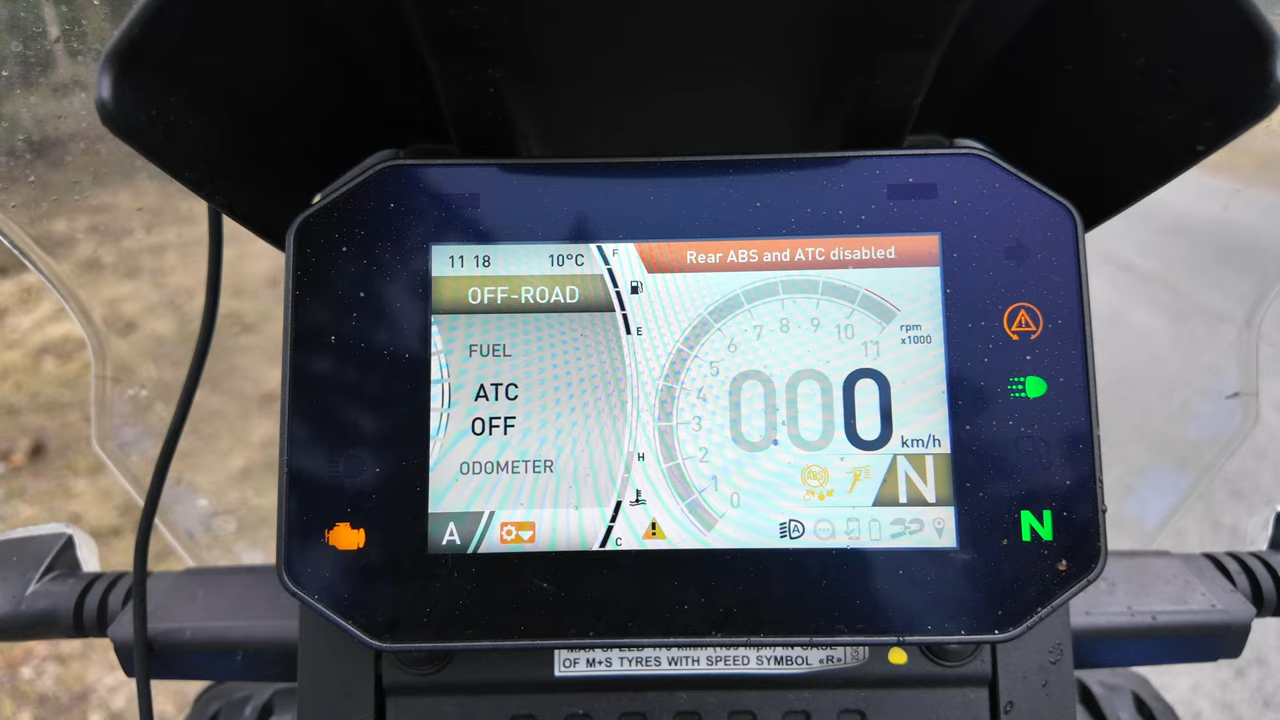 11 18 10°C
F
Rear ABS and ATC disabled
OFF-ROAD
E
FUEL
ATC
OFF
ODOMETER
H
C
A
0
1
2
3
4
5
6
7
8
9
10
11
rpm
x1000
000
km/h
ABS
N
A
N
OF M+S TYRES WITH SPEED SYMBOL «R»